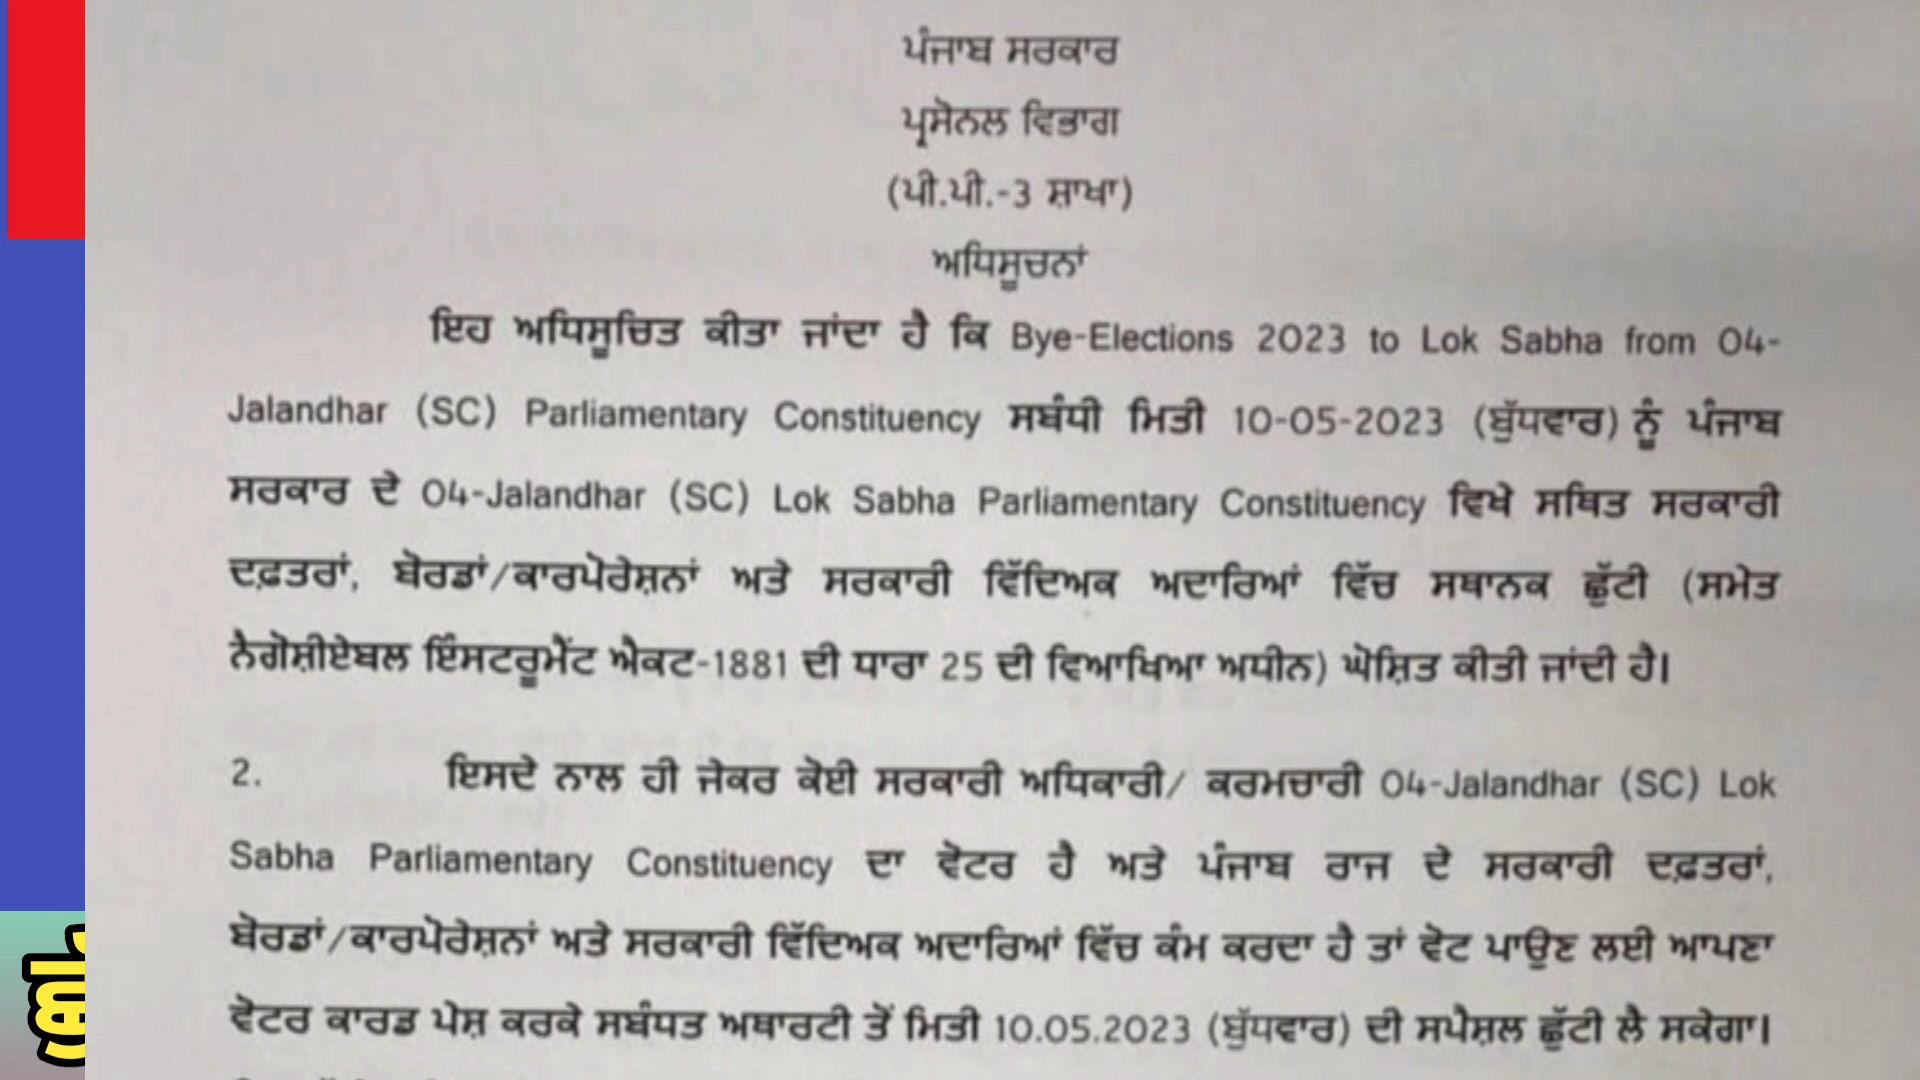 ਪੰਜਾਬ ਸਰਕਾਰ
ਪ੍ਰਸੋਨਲ ਵਿਭਾਗ
(ਪੀ.ਪੀ.-3 ਸ਼ਾਖਾ)
ਅਧਿਸੂਚਨਾਂ
ਇਹ ਅਧਿਸੂਚਿਤ ਕੀਤਾ ਜਾਂਦਾ ਹੈ ਕਿ Bye-Elections 2023 to Lok Sabha from 04-
Jalandhar (SC) Parliamentary Constituency ਸਬੰਧੀ ਮਿਤੀ 10-05-2023 (ਬੁੱਧਵਾਰ) ਨੂੰ ਪੰਜਾਬ
ਸਰਕਾਰ ਦੇ 04-Jalandhar (SC) Lok Sabha Parliamentary Constituency ਵਿਖੇ ਸਥਿਤ ਸਰਕਾਰੀ
ਦਫ਼ਤਰਾਂ, ਬੋਰਡਾਂ/ਕਾਰਪੋਰੇਸ਼ਨਾਂ ਅਤੇ ਸਰਕਾਰੀ ਵਿੱਦਿਅਕ ਅਦਾਰਿਆਂ ਵਿੱਚ ਸਥਾਨਕ ਛੁੱਟੀ (ਸਮੇਤ
ਨੈਗੋਸ਼ੀਏਬਲ ਇੰਸਟਰੂਮੈਂਟ ਐਕਟ-1881 ਦੀ ਧਾਰਾ 25 ਦੀ ਵਿਆਖਿਆ ਅਧੀਨ) ਘੋਸ਼ਿਤ ਕੀਤੀ ਜਾਂਦੀ ਹੈ।
2. ਇਸਦੇ ਨਾਲ ਹੀ ਜੇਕਰ ਕੋਈ ਸਰਕਾਰੀ ਅਧਿਕਾਰੀ/ ਕਰਮਚਾਰੀ 04-Jalandhar (SC) Lok
Sabha Parliamentary Constituency ਦਾ ਵੋਟਰ ਹੈ ਅਤੇ ਪੰਜਾਬ ਰਾਜ ਦੇ ਸਰਕਾਰੀ ਦਫ਼ਤਰਾਂ,
ਬੋਰਡਾਂ/ਕਾਰਪੋਰੇਸ਼ਨਾਂ ਅਤੇ ਸਰਕਾਰੀ ਵਿੱਦਿਅਕ ਅਦਾਰਿਆਂ ਵਿੱਚ ਕੰਮ ਕਰਦਾ ਹੈ ਤਾਂ ਵੋਟ ਪਾਉਣ ਲਈ ਆਪਣਾ
ਵੋਟਰ ਕਾਰਡ ਪੇਸ਼ ਕਰਕੇ ਸਬੰਧਤ ਅਥਾਰਟੀ ਤੋਂ ਮਿਤੀ 10.05.2023 (ਬੁੱਧਵਾਰ) ਦੀ ਸਪੈਸ਼ਲ ਛੁੱਟੀ ਲੈ ਸਕੇਗਾ।